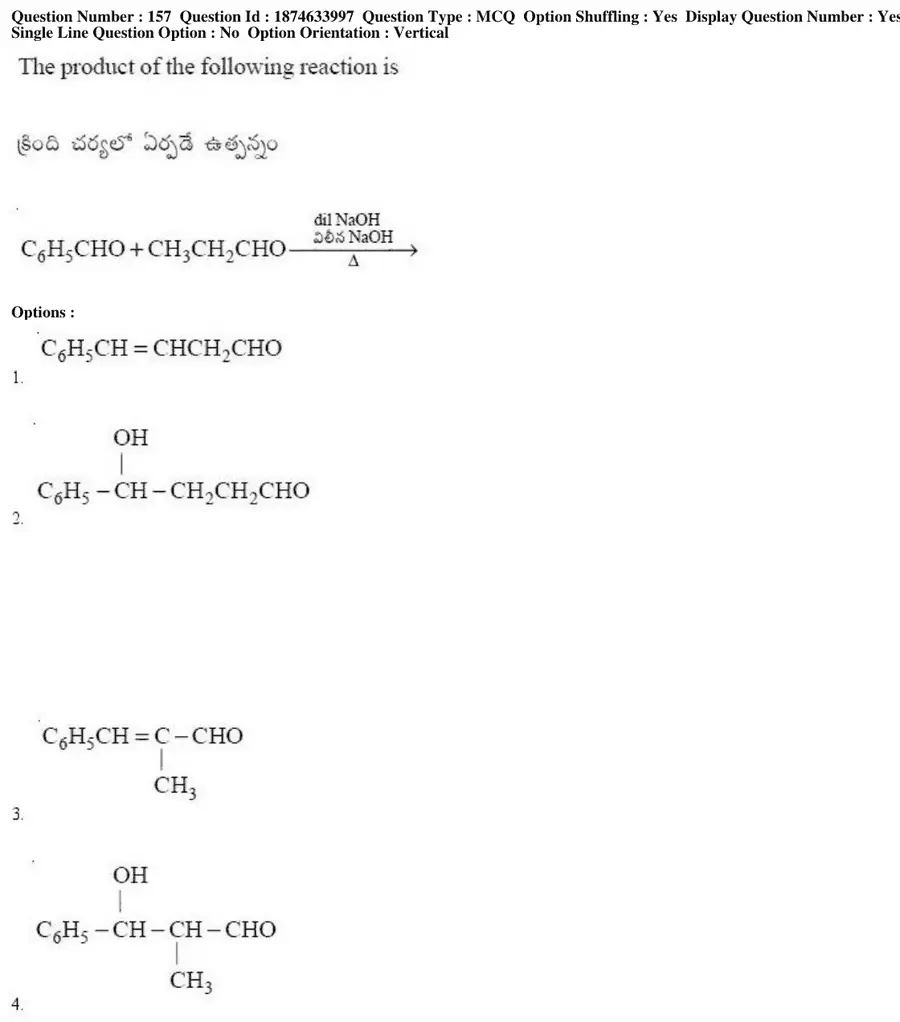 Question Number : 157 Question Id : 1874633997 Question Type : MCQ Option Shuffling : Yes Display Question Number : Yes
Single Line Question Option : No Option Orientation : Vertical
The product of the following reaction is
క్రింది చర్యలో ఏర్పడే ఉత్పన్నం
dil NaOH
విలీన NaOH
C₆H₅CHO + CH₃CH₂CHO ⟶
Δ
Options :
C₆H₅CH = CHCH₂CHO
1.
OH
|
C₆H₅ – CH – CH₂CH₂CHO
2.
C₆H₅CH = C – CHO
|
CH₃
3.
OH
|
C₆H₅ – CH – CH – CHO
|
CH₃
4.